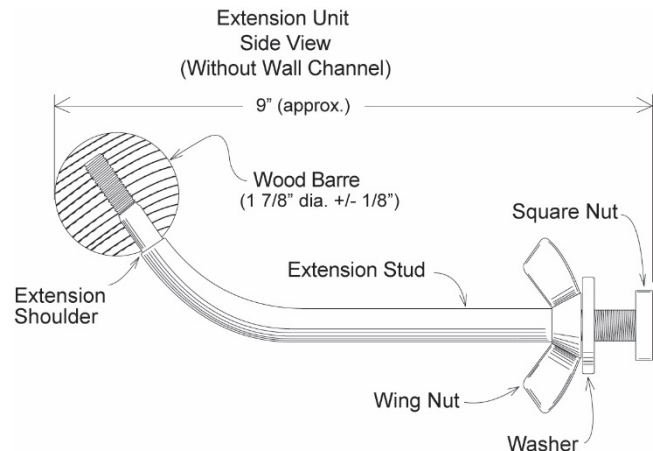 Extension Unit
Side View
(Without Wall Channel)
9” (approx.)
Wood Barre
(1 7/8” dia. +/- 1/8”)
Square Nut
Extension Stud
Extension
Shoulder
Wing Nut
Washer